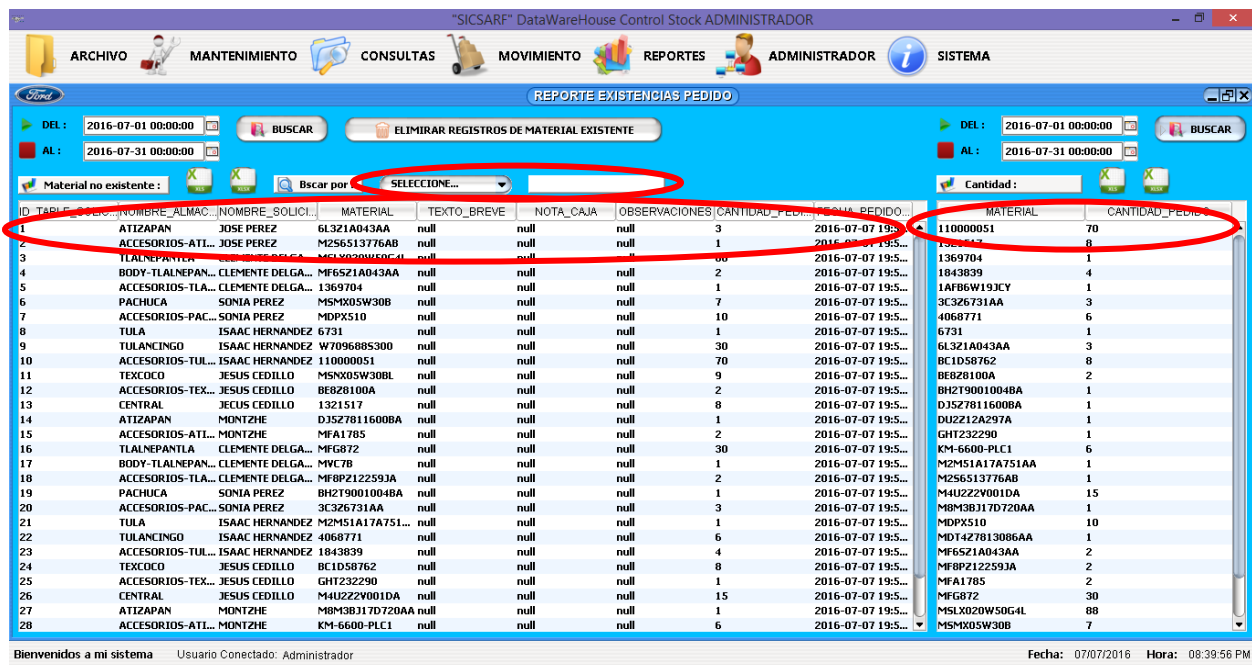 "SICSARF" DataWareHouse Control Stock ADMINISTRADOR
ARCHIVO MANTENIMIENTO CONSULTAS MOVIMIENTO REPORTES ADMINISTRADOR SISTEMA
Ford REPORTE EXISTENCIAS PEDIDO
DEL : 2016-07-01 00:00:00 BUSCAR ELIMIRAR REGISTROS DE MATERIAL EXISTENTE DEL : 2016-07-01 00:00:00 BUSCAR
AL : 2016-07-31 00:00:00 AL : 2016-07-31 00:00:00
Material no existente : Bscar por SELECCIONE... Cantidad :
ID_TABLE_SOLIC... NOMBRE_ALMAC... NOMBRE_SOLICI... MATERIAL TEXTO_BREVE NOTA_CAJA OBSERVACIONES CANTIDAD_PEDI... FECHA_PEDIDO... MATERIAL CANTIDAD_PEDIDO
1 ATIZAPAN JOSE PEREZ 6L3Z1A043AA null null null 3 2016-07-07 19:5... 110000051 70
2 ACCESORIOS-ATI... JOSE PEREZ M2S6513776AB null null null 1 2016-07-07 19:5... 1321517 8
3 TLALNEPANTLA CLEMENTE DELGA... MSLX020W50G4L null null null 2016-07-07 19:5... 1369704 1
4 BODY-TLALNEPAN... CLEMENTE DELGA... MF6SZ1A043AA null null null 2 2016-07-07 19:5... 1843839 4
5 ACCESORIOS-TLA... CLEMENTE DELGA... 1369704 null null null 1 2016-07-07 19:5... 1AFB6W19JCY 1
6 PACHUCA SONIA PEREZ MSMX05W30B null null null 7 2016-07-07 19:5... 3C3Z6731AA 3
7 ACCESORIOS-PAC... SONIA PEREZ MDPX510 null null null 10 2016-07-07 19:5... 4068771 6
8 TULA ISAAC HERNANDEZ 6731 null null null 1 2016-07-07 19:5... 6731 1
9 TULANCINGO ISAAC HERNANDEZ W709688S300 null null null 30 2016-07-07 19:5... 6L3Z1A043AA 3
10 ACCESORIOS-TUL... ISAAC HERNANDEZ 110000051 null null null 70 2016-07-07 19:5... BC1D58762 8
11 TEXCOCO JESUS CEDILLO MSNX05W30BL null null null 9 2016-07-07 19:5... BE8Z8100A 2
12 ACCESORIOS-TEX... JESUS CEDILLO BE8Z8100A null null null 2 2016-07-07 19:5... BH2T9001004BA 1
13 CENTRAL JECUS CEDILLO 1321517 null null null 8 2016-07-07 19:5... DJ5Z7811600BA 1
14 ATIZAPAN MONTZHE DJ5Z7811600BA null null null 1 2016-07-07 19:5... DU2Z12A297A 1
15 ACCESORIOS-ATI... MONTZHE MFA1785 null null null 2 2016-07-07 19:5... GHT232290 1
16 TLALNEPANTLA CLEMENTE DELGA... MFG872 null null null 30 2016-07-07 19:5... KM-6600-PLC1 6
17 BODY-TLALNEPAN... CLEMENTE DELGA... MVC7B null null null 1 2016-07-07 19:5... M2M51A17A751AA 1
18 ACCESORIOS-TLA... CLEMENTE DELGA... MF8PZ12259JA null null null 2 2016-07-07 19:5... M2S6513776AB 1
19 PACHUCA SONIA PEREZ BH2T9001004BA null null null 1 2016-07-07 19:5... M4U2Z2V001DA 15
20 ACCESORIOS-PAC... SONIA PEREZ 3C3Z6731AA null null null 3 2016-07-07 19:5... M8M3BJ17D720AA 1
21 TULA ISAAC HERNANDEZ M2M51A17A751... null null null 1 2016-07-07 19:5... MDPX510 10
22 TULANCINGO ISAAC HERNANDEZ 4068771 null null null 6 2016-07-07 19:5... MDT4Z7813086AA 1
23 ACCESORIOS-TUL... ISAAC HERNANDEZ 1843839 null null null 4 2016-07-07 19:5... MF6SZ1A043AA 2
24 TEXCOCO JESUS CEDILLO BC1D58762 null null null 8 2016-07-07 19:5... MF8PZ12259JA 2
25 ACCESORIOS-TEX... JESUS CEDILLO GHT232290 null null null 1 2016-07-07 19:5... MFA1785 2
26 CENTRAL JESUS CEDILLO M4U2Z2V001DA null null null 15 2016-07-07 19:5... MFG872 30
27 ATIZAPAN MONTZHE M8M3BJ17D720AA null null null 1 2016-07-07 19:5... MSLX020W50G4L 88
28 ACCESORIOS-ATI... MONTZHE KM-6600-PLC1 null null null 6 2016-07-07 19:5... MSMX05W30B 7
Bienvenidos a mi sistema Usuario Conectado: Administrador Fecha: 07/07/2016 Hora: 08:39:56 PM